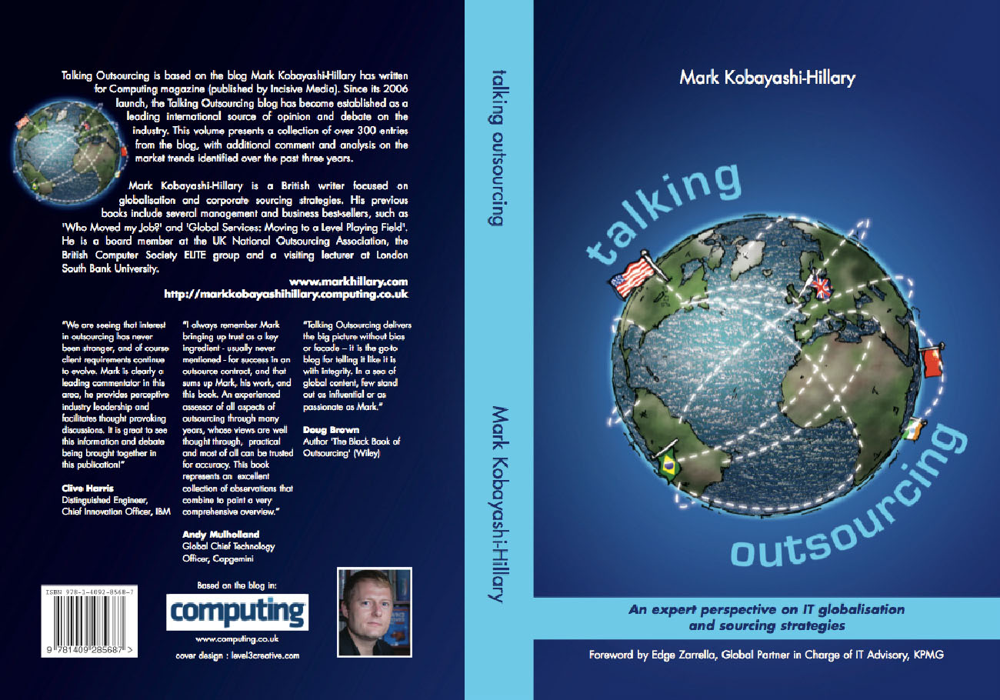 Talking Outsourcing is based on the blog Mark Kobayashi-Hillary has written
for Computing magazine (published by Incisive Media). Since its 2006
launch, the Talking Outsourcing blog has become established as a
leading international source of opinion and debate on the
industry. This volume presents a collection of over 300 entries
from the blog, with additional comment and analysis on the
market trends identified over the past three years.
Mark Kobayashi-Hillary is a British writer focused on
globalisation and corporate sourcing strategies. His previous
books include several management and business best-sellers, such as
'Who Moved my Job?' and 'Global Services: Moving to a Level Playing Field'.
He is a board member at the UK National Outsourcing Association, the
British Computer Society ELITE group and a visiting lecturer at London
South Bank University.
www.markhillary.com
http://markkobayashihillary.computing.co.uk
"We are seeing that interest
in outsourcing has never
been stronger, and of course
client requirements continue
to evolve. Mark is clearly a
leading commentator in this
area, he provides perceptive
industry leadership and
facilitates thought provoking
discussions. It is great to see
this information and debate
being brought together in
this publication!"
Clive Harris
Distinguished Engineer,
Chief Innovation Officer, IBM
"I always remember Mark
bringing up trust as a key
ingredient - usually never
mentioned - for success in an
outsource contract, and that
sums up Mark, his work, and
this book. An experienced
assessor of all aspects of
outsourcing through many
years, whose views are well
thought through, practical
and most of all can be trusted
for accuracy. This book
represents an excellent
collection of observations that
combine to paint a very
comprehensive overview."
Andy Mulholland
Global Chief Technology
Officer, Capgemini
"Talking Outsourcing delivers
the big picture without bias
or facade – it is the go-to
blog for telling it like it is
with integrity. In a sea of
global content, few stand
out as influential or as
passionate as Mark."
Doug Brown
Author 'The Black Book of
Outsourcing' (Wiley)
ISBN 978-1-4092-8568-7
9 781409 285687 >
Based on the blog in:
computing
www.computing.co.uk
cover design : level3creative.com
talking outsourcing
Mark Kobayashi-Hillary
Mark Kobayashi-Hillary
talking
outsourcing
An expert perspective on IT globalisation
and sourcing strategies
Foreword by Edge Zarrella, Global Partner in Charge of IT Advisory, KPMG